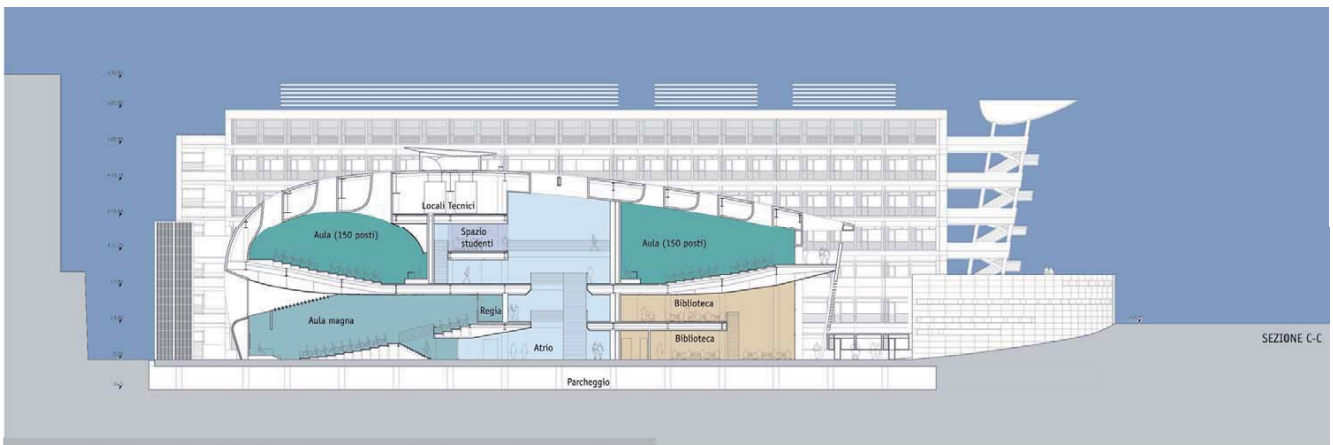 Locali Tecnici
Aula (150 posti)
Spazio
studenti
Aula (150 posti)
Aula magna
Regia
Biblioteca
Biblioteca
Atrio
SEZIONE C-C
Parcheggio